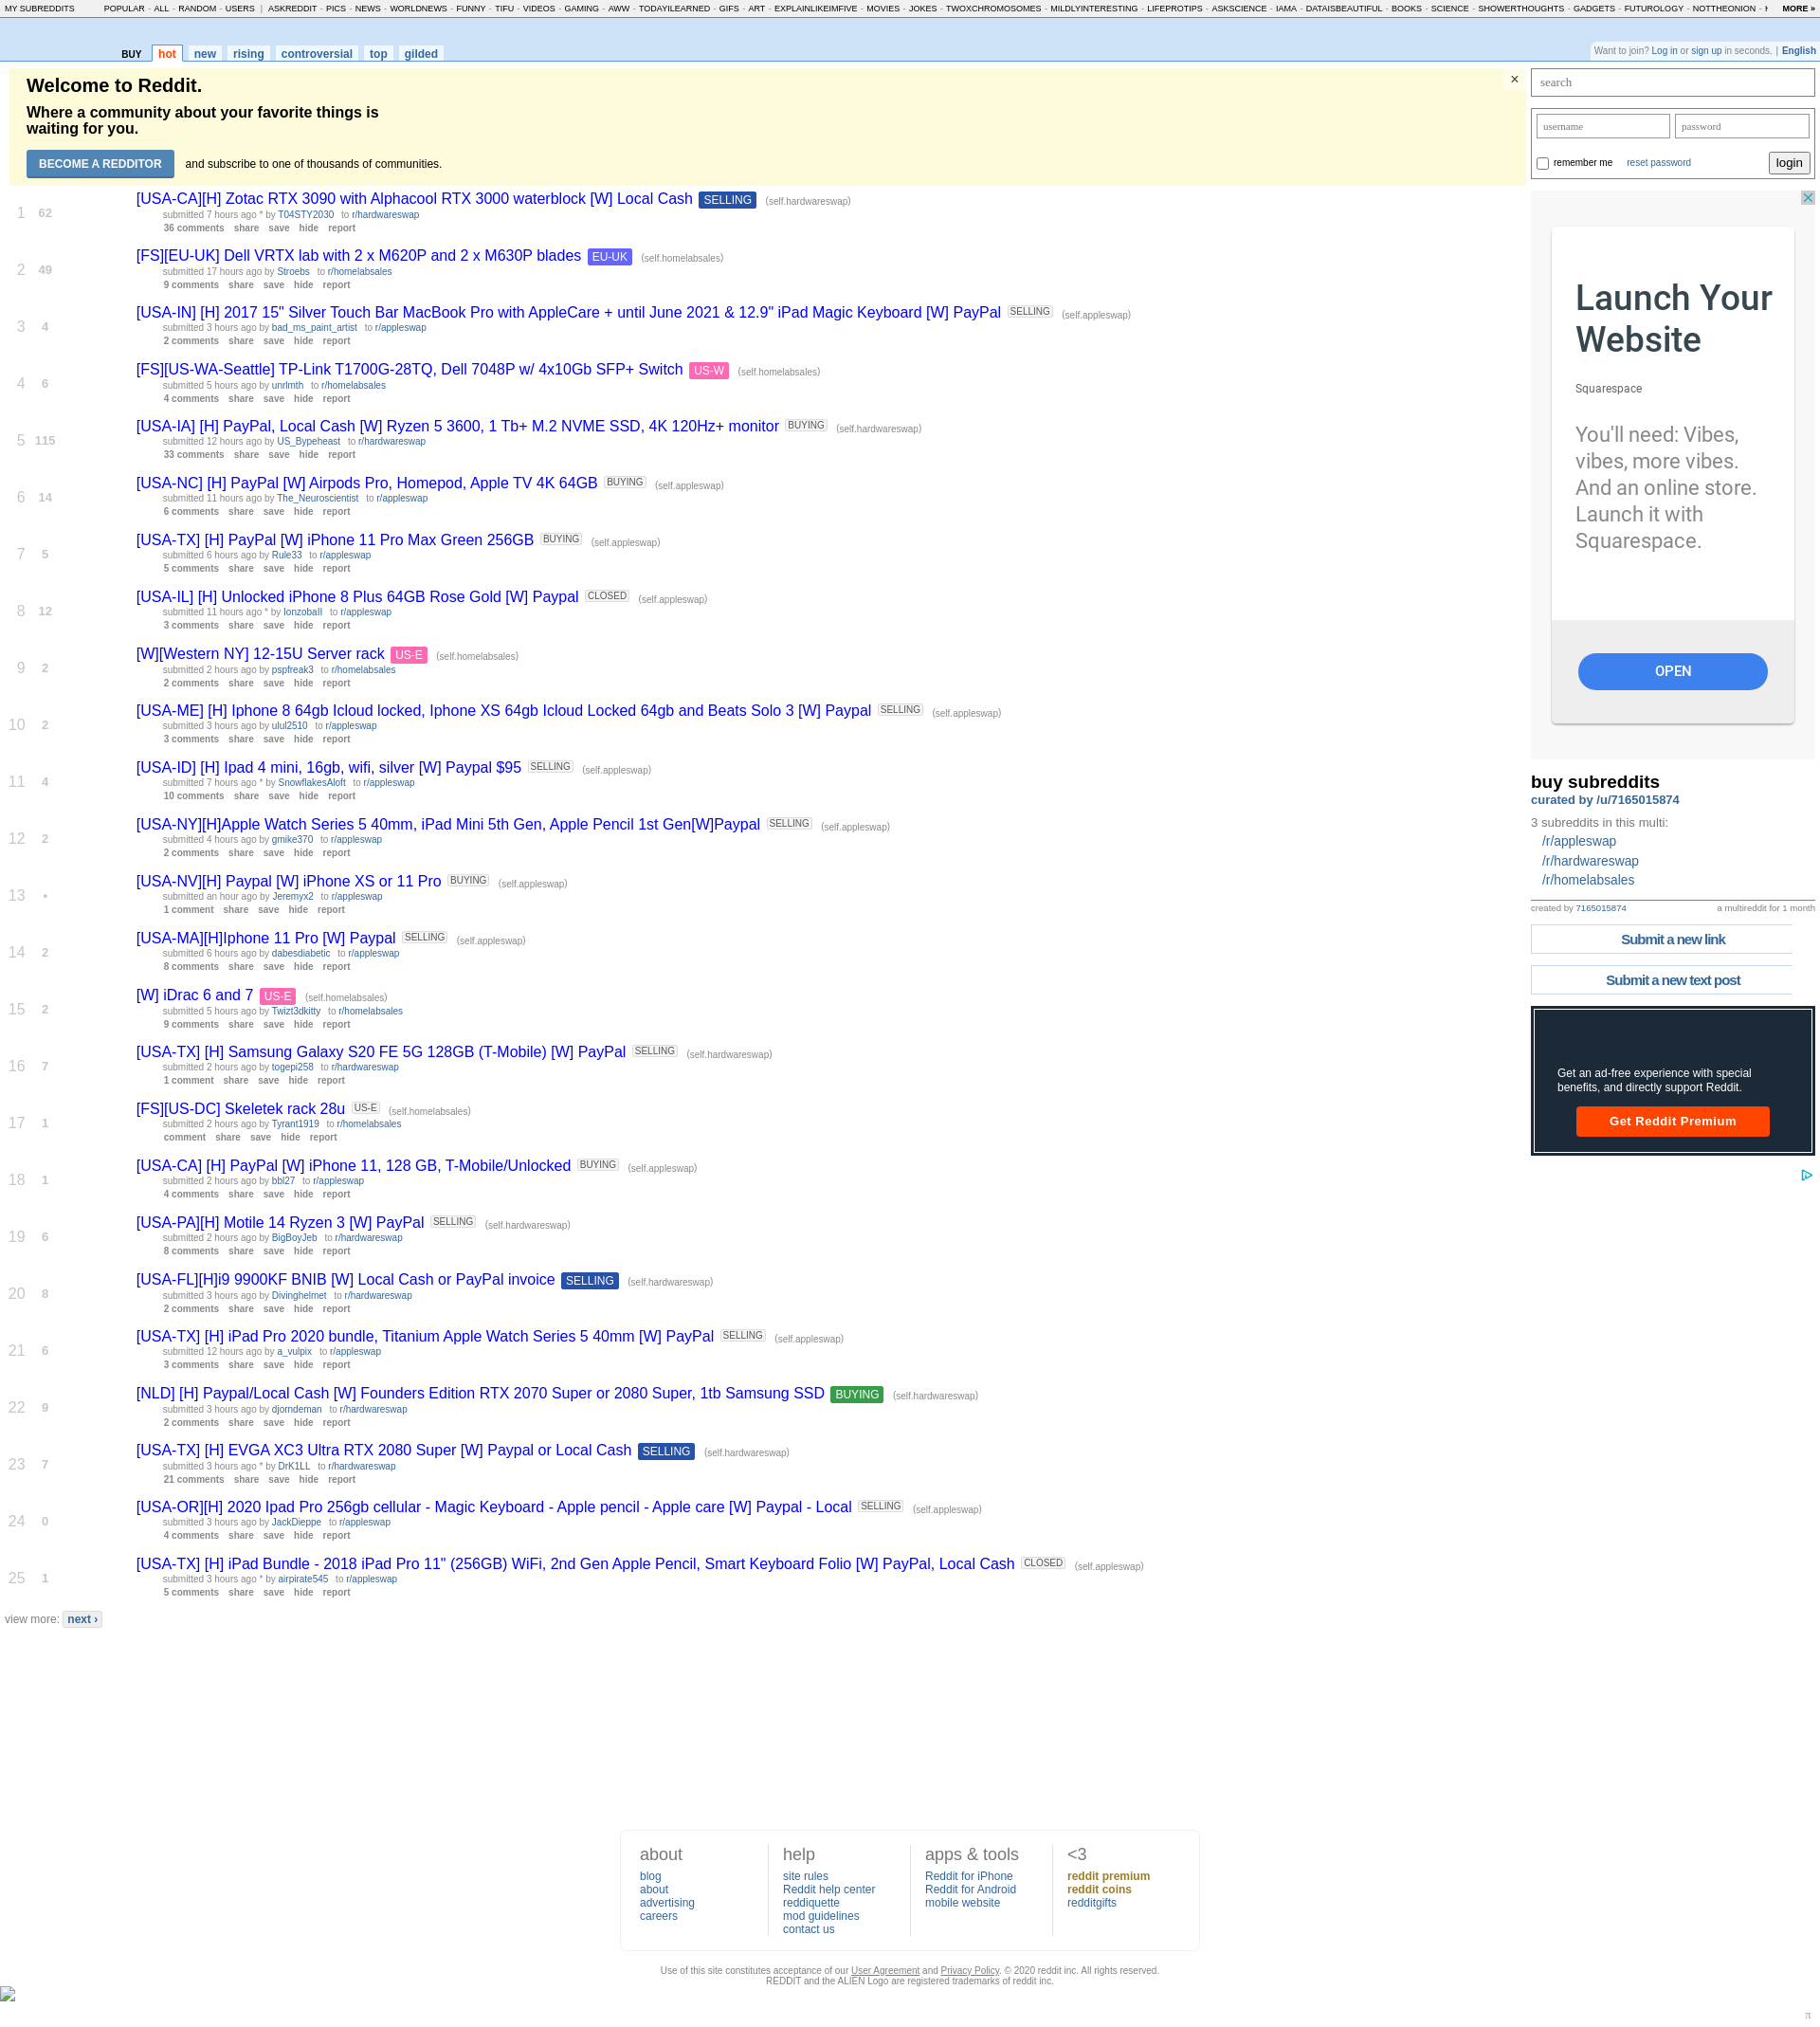 MY SUBREDDITS POPULAR - ALL - RANDOM - USERS | ASKREDDIT - PICS - NEWS - WORLDNEWS - FUNNY - TIFU - VIDEOS - GAMING - AWW - TODAYILEARNED - GIFS - ART - EXPLAINLIKEIMFIVE - MOVIES - JOKES - TWOXCHROMOSOMES - MILDLYINTERESTING - LIFEPROTIPS - ASKSCIENCE - IAMA - DATAISBEAUTIFUL - BOOKS - SCIENCE - SHOWERTHOUGHTS - GADGETS - FUTUROLOGY - NOTTHEONION - MORE »
BUY hot new rising controversial top gilded
Want to join? Log in or sign up in seconds. | English
Welcome to Reddit.
Where a community about your favorite things is
waiting for you.
BECOME A REDDITOR and subscribe to one of thousands of communities.
×
1 62 [USA-CA][H] Zotac RTX 3090 with Alphacool RTX 3000 waterblock [W] Local Cash SELLING (self.hardwareswap)
submitted 7 hours ago * by T04STY2030 to r/hardwareswap
36 comments share save hide report
2 49 [FS][EU-UK] Dell VRTX lab with 2 x M620P and 2 x M630P blades EU-UK (self.homelabsales)
submitted 17 hours ago by Stroebs to r/homelabsales
9 comments share save hide report
3 4 [USA-IN] [H] 2017 15" Silver Touch Bar MacBook Pro with AppleCare + until June 2021 & 12.9" iPad Magic Keyboard [W] PayPal SELLING (self.appleswap)
submitted 3 hours ago by bad_ms_paint_artist to r/appleswap
2 comments share save hide report
4 6 [FS][US-WA-Seattle] TP-Link T1700G-28TQ, Dell 7048P w/ 4x10Gb SFP+ Switch US-W (self.homelabsales)
submitted 5 hours ago by unrlmth to r/homelabsales
4 comments share save hide report
5 115 [USA-IA] [H] PayPal, Local Cash [W] Ryzen 5 3600, 1 Tb+ M.2 NVME SSD, 4K 120Hz+ monitor BUYING (self.hardwareswap)
submitted 12 hours ago by US_Bypeheast to r/hardwareswap
33 comments share save hide report
6 14 [USA-NC] [H] PayPal [W] Airpods Pro, Homepod, Apple TV 4K 64GB BUYING (self.appleswap)
submitted 11 hours ago by The_Neuroscientist to r/appleswap
6 comments share save hide report
7 5 [USA-TX] [H] PayPal [W] iPhone 11 Pro Max Green 256GB BUYING (self.appleswap)
submitted 6 hours ago by Rule33 to r/appleswap
5 comments share save hide report
8 12 [USA-IL] [H] Unlocked iPhone 8 Plus 64GB Rose Gold [W] Paypal CLOSED (self.appleswap)
submitted 11 hours ago * by lonzoball to r/appleswap
3 comments share save hide report
9 2 [W][Western NY] 12-15U Server rack US-E (self.homelabsales)
submitted 2 hours ago by pspfreak3 to r/homelabsales
2 comments share save hide report
10 2 [USA-ME] [H] Iphone 8 64gb Icloud locked, Iphone XS 64gb Icloud Locked 64gb and Beats Solo 3 [W] Paypal SELLING (self.appleswap)
submitted 3 hours ago by ulul2510 to r/appleswap
3 comments share save hide report
11 4 [USA-ID] [H] Ipad 4 mini, 16gb, wifi, silver [W] Paypal $95 SELLING (self.appleswap)
submitted 7 hours ago * by SnowflakesAloft to r/appleswap
10 comments share save hide report
12 2 [USA-NY][H]Apple Watch Series 5 40mm, iPad Mini 5th Gen, Apple Pencil 1st Gen[W]Paypal SELLING (self.appleswap)
submitted 4 hours ago by gmike370 to r/appleswap
2 comments share save hide report
13 • [USA-NV][H] Paypal [W] iPhone XS or 11 Pro BUYING (self.appleswap)
submitted an hour ago by Jeremyx2 to r/appleswap
1 comment share save hide report
14 2 [USA-MA][H]Iphone 11 Pro [W] Paypal SELLING (self.appleswap)
submitted 6 hours ago by dabesdiabetic to r/appleswap
8 comments share save hide report
15 2 [W] iDrac 6 and 7 US-E (self.homelabsales)
submitted 5 hours ago by Twizt3dkitty to r/homelabsales
9 comments share save hide report
16 7 [USA-TX] [H] Samsung Galaxy S20 FE 5G 128GB (T-Mobile) [W] PayPal SELLING (self.hardwareswap)
submitted 2 hours ago by togepi258 to r/hardwareswap
1 comment share save hide report
17 1 [FS][US-DC] Skeletek rack 28u US-E (self.homelabsales)
submitted 2 hours ago by Tyrant1919 to r/homelabsales
comment share save hide report
18 1 [USA-CA] [H] PayPal [W] iPhone 11, 128 GB, T-Mobile/Unlocked BUYING (self.appleswap)
submitted 2 hours ago by bbl27 to r/appleswap
4 comments share save hide report
19 6 [USA-PA][H] Motile 14 Ryzen 3 [W] PayPal SELLING (self.hardwareswap)
submitted 2 hours ago by BigBoyJeb to r/hardwareswap
8 comments share save hide report
20 8 [USA-FL][H]i9 9900KF BNIB [W] Local Cash or PayPal invoice SELLING (self.hardwareswap)
submitted 3 hours ago by Divinghelmet to r/hardwareswap
2 comments share save hide report
21 6 [USA-TX] [H] iPad Pro 2020 bundle, Titanium Apple Watch Series 5 40mm [W] PayPal SELLING (self.appleswap)
submitted 12 hours ago by a_vulpix to r/appleswap
3 comments share save hide report
22 9 [NLD] [H] Paypal/Local Cash [W] Founders Edition RTX 2070 Super or 2080 Super, 1tb Samsung SSD BUYING (self.hardwareswap)
submitted 3 hours ago by djorndeman to r/hardwareswap
2 comments share save hide report
23 7 [USA-TX] [H] EVGA XC3 Ultra RTX 2080 Super [W] Paypal or Local Cash SELLING (self.hardwareswap)
submitted 3 hours ago * by DrK1LL to r/hardwareswap
21 comments share save hide report
24 0 [USA-OR][H] 2020 Ipad Pro 256gb cellular - Magic Keyboard - Apple pencil - Apple care [W] Paypal - Local SELLING (self.appleswap)
submitted 3 hours ago by JackDieppe to r/appleswap
4 comments share save hide report
25 1 [USA-TX] [H] iPad Bundle - 2018 iPad Pro 11" (256GB) WiFi, 2nd Gen Apple Pencil, Smart Keyboard Folio [W] PayPal, Local Cash CLOSED (self.appleswap)
submitted 3 hours ago * by airpirate545 to r/appleswap
5 comments share save hide report
view more: next ›
search
username password
remember me reset password login
Launch Your
Website
Squarespace
You'll need: Vibes,
vibes, more vibes.
And an online store.
Launch it with
Squarespace.
OPEN
buy subreddits
curated by /u/7165015874
3 subreddits in this multi:
/r/appleswap
/r/hardwareswap
/r/homelabsales
created by 7165015874 a multireddit for 1 month
Submit a new link
Submit a new text post
Get an ad-free experience with special
benefits, and directly support Reddit.
Get Reddit Premium
about
blog
about
advertising
careers
help
site rules
Reddit help center
reddiquette
mod guidelines
contact us
apps & tools
Reddit for iPhone
Reddit for Android
mobile website
<3
reddit premium
reddit coins
redditgifts
Use of this site constitutes acceptance of our User Agreement and Privacy Policy. © 2020 reddit inc. All rights reserved.
REDDIT and the ALIEN Logo are registered trademarks of reddit inc.
π